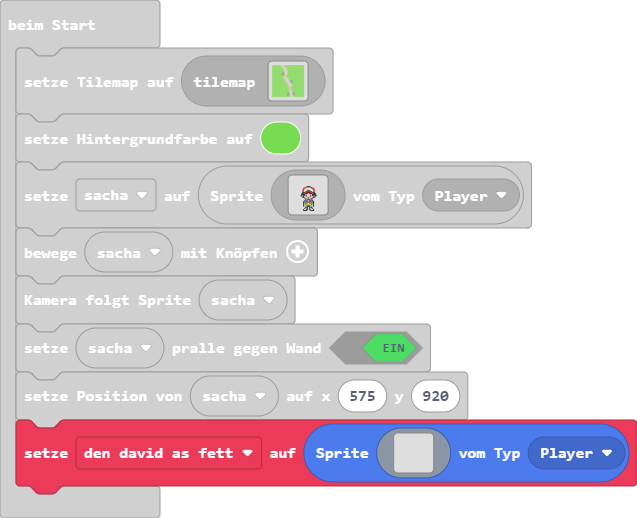 beim Start
setze Tilemap auf tilemap
setze Hintergrundfarbe auf
setze sacha auf Sprite vom Typ Player
bewege sacha mit Knöpfen
Kamera folgt Sprite sacha
setze sacha pralle gegen Wand EIN
setze Position von sacha auf x 575 y 920
setze den david as fett auf Sprite vom Typ Player